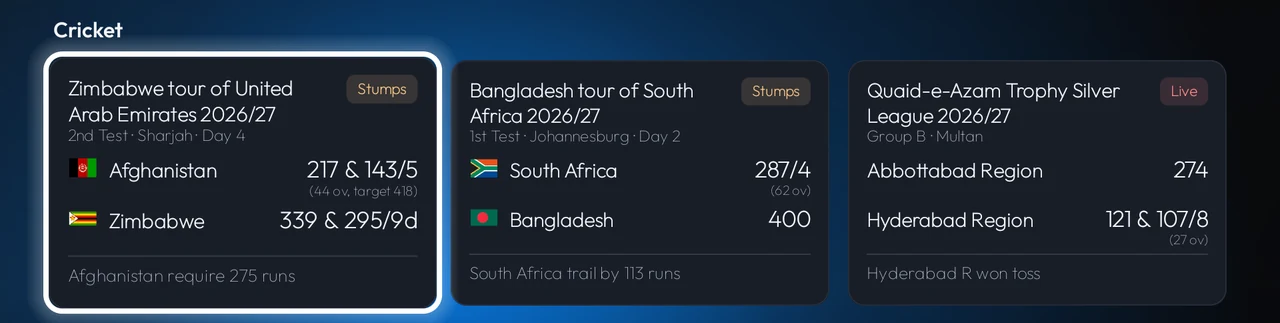 Cricket
Zimbabwe tour of United
Arab Emirates 2026/27
Stumps
2nd Test · Sharjah · Day 4
Afghanistan 217 & 143/5
(44 ov, target 418)
Zimbabwe 339 & 295/9d
Afghanistan require 275 runs
Bangladesh tour of South
Africa 2026/27
Stumps
1st Test · Johannesburg · Day 2
South Africa 287/4
(62 ov)
Bangladesh 400
South Africa trail by 113 runs
Quaid-e-Azam Trophy Silver
League 2026/27
Live
Group B · Multan
Abbottabad Region 274
Hyderabad Region 121 & 107/8
(27 ov)
Hyderabad R won toss